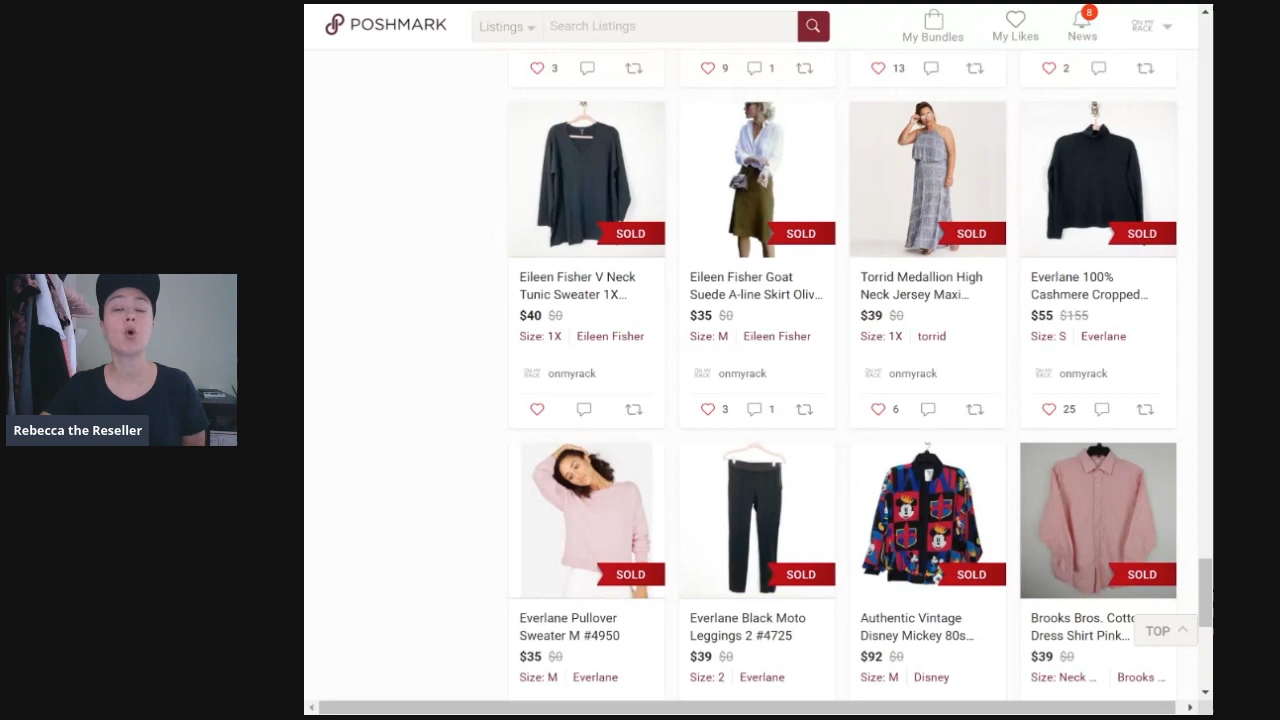 POSHMARK
Listings
Search Listings
My Bundles
My Likes
8
News
ON MY
RACK
3
9
1
13
2
SOLD
SOLD
SOLD
SOLD
Eileen Fisher V Neck
Tunic Sweater 1X...
$40 $0
Size: 1X Eileen Fisher
onmyrack
Eileen Fisher Goat
Suede A-line Skirt Oliv...
$35 $0
Size: M Eileen Fisher
onmyrack
3
1
Torrid Medallion High
Neck Jersey Maxi...
$39 $0
Size: 1X torrid
onmyrack
6
Everlane 100%
Cashmere Cropped...
$55 $155
Size: S Everlane
onmyrack
25
Rebecca the Reseller
SOLD
SOLD
SOLD
SOLD
Everlane Pullover
Sweater M #4950
$35 $0
Size: M Everlane
Everlane Black Moto
Leggings 2 #4725
$39 $0
Size: 2 Everlane
Authentic Vintage
Disney Mickey 80s...
$92 $0
Size: M Disney
Brooks Bros.
Dress Shirt Pink...
$39 $0
Size: Neck ... Brooks ...
TOP